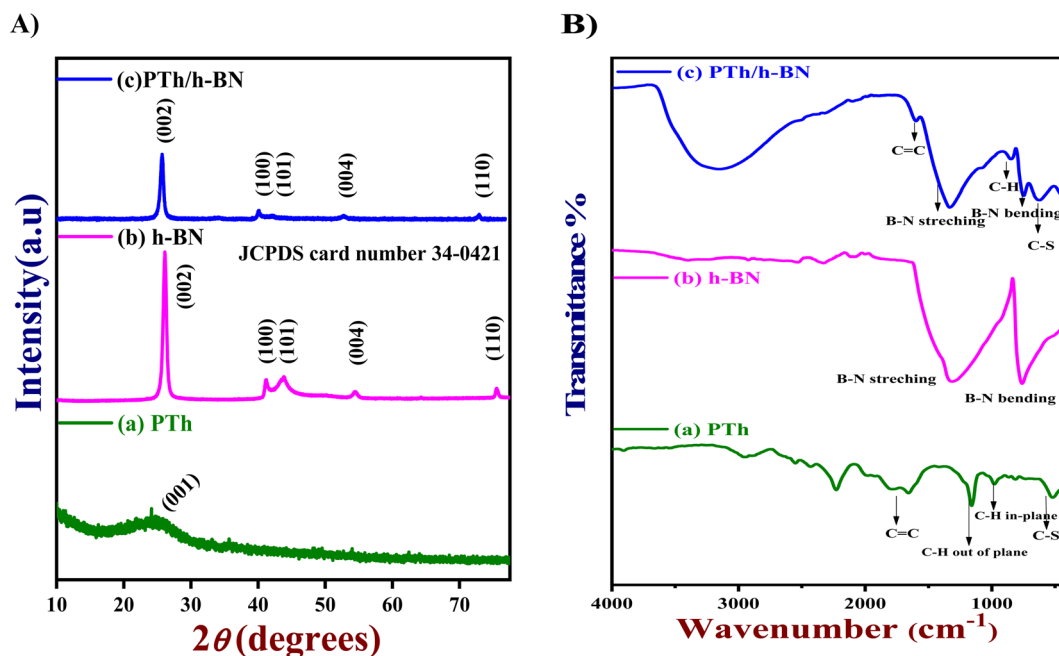 A)
(c)PTh/h-BN
(002)
(100)
(101)
(004)
(110)
(b) h-BN
JCPDS card number 34-0421
(002)
(100)
(101)
(004)
(110)
(a) PTh
(001)
Intensity(a.u)
10 20 30 40 50 60 70
2θ (degrees)
B)
(c) PTh/h-BN
C=C
C-H
B-N streching
B-N bending
C-S
(b) h-BN
B-N streching
B-N bending
(a) PTh
C=C
C-H out of plane
C-H in-plane
C-S
Transmittance %
4000 3000 2000 1000
Wavenumber (cm-1)